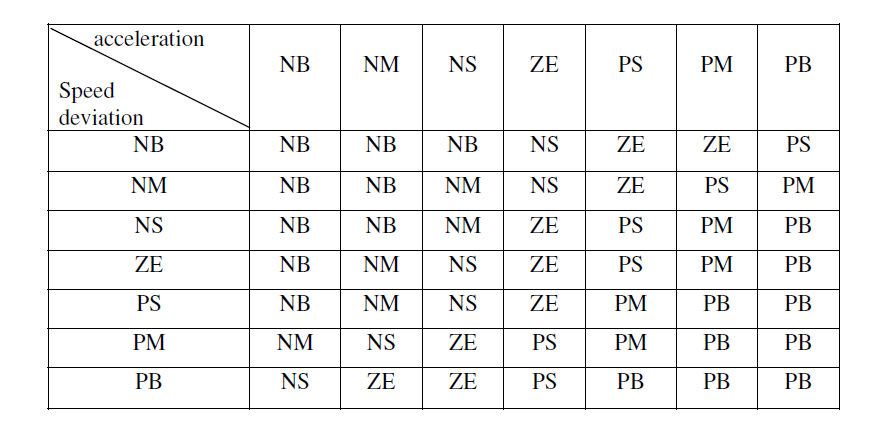 acceleration
NB NM NS ZE PS PM PB
Speed
deviation
NB NB NB NB NS ZE ZE PS
NM NB NB NM NS ZE PS PM
NS NB NB NM ZE PS PM PB
ZE NB NM NS ZE PS PM PB
PS NB NM NS ZE PM PB PB
PM NM NS ZE PS PM PB PB
PB NS ZE ZE PS PB PB PB